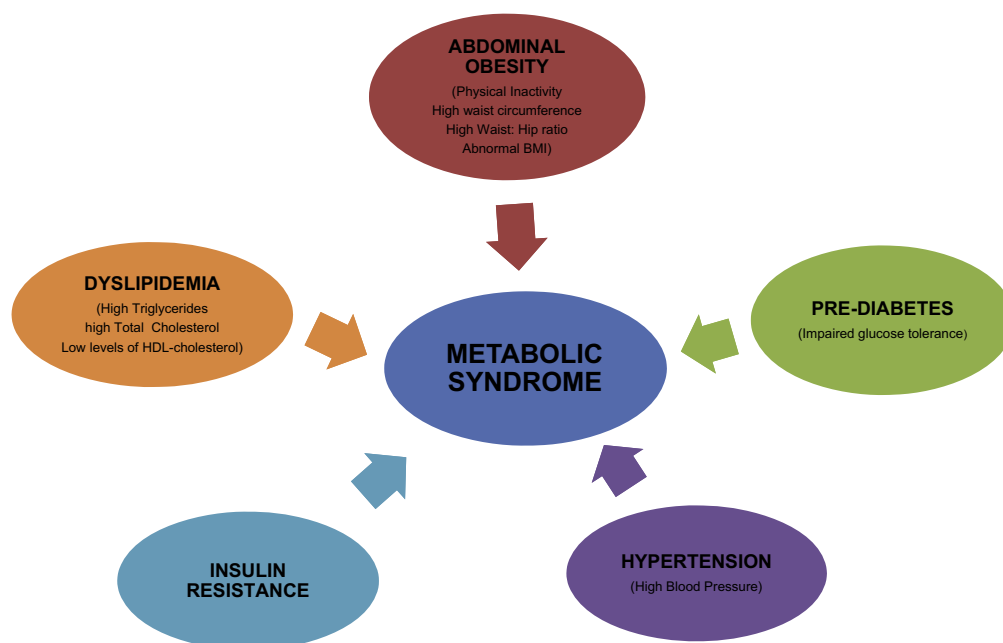 ABDOMINAL
OBESITY
(Physical Inactivity
High waist circumference
High Waist: Hip ratio
Abnormal BMI)
DYSLIPIDEMIA
(High Triglycerides
high Total Cholesterol
Low levels of HDL-cholesterol)
PRE-DIABETES
(Impaired glucose tolerance)
METABOLIC
SYNDROME
INSULIN
RESISTANCE
HYPERTENSION
(High Blood Pressure)